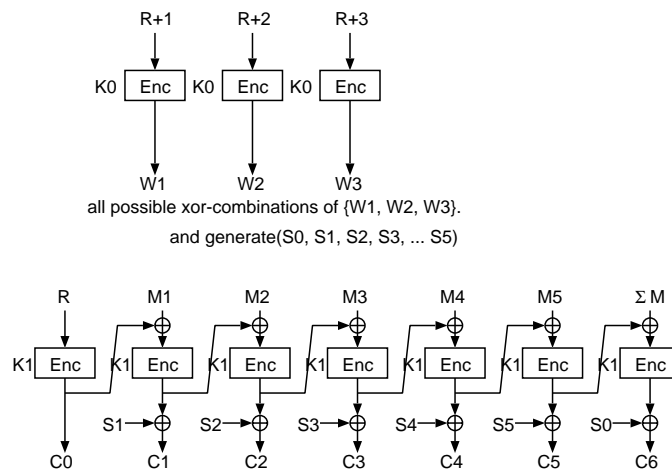 R+1 R+2 R+3
K0 Enc K0 Enc K0 Enc
W1 W2 W3
all possible xor-combinations of {W1, W2, W3}.
and generate(S0, S1, S2, S3, ... S5)
R M1 M2 M3 M4 M5 Σ M
K1 Enc K1 Enc K1 Enc K1 Enc K1 Enc K1 Enc K1 Enc
S1 S2 S3 S4 S5 S0
C0 C1 C2 C3 C4 C5 C6